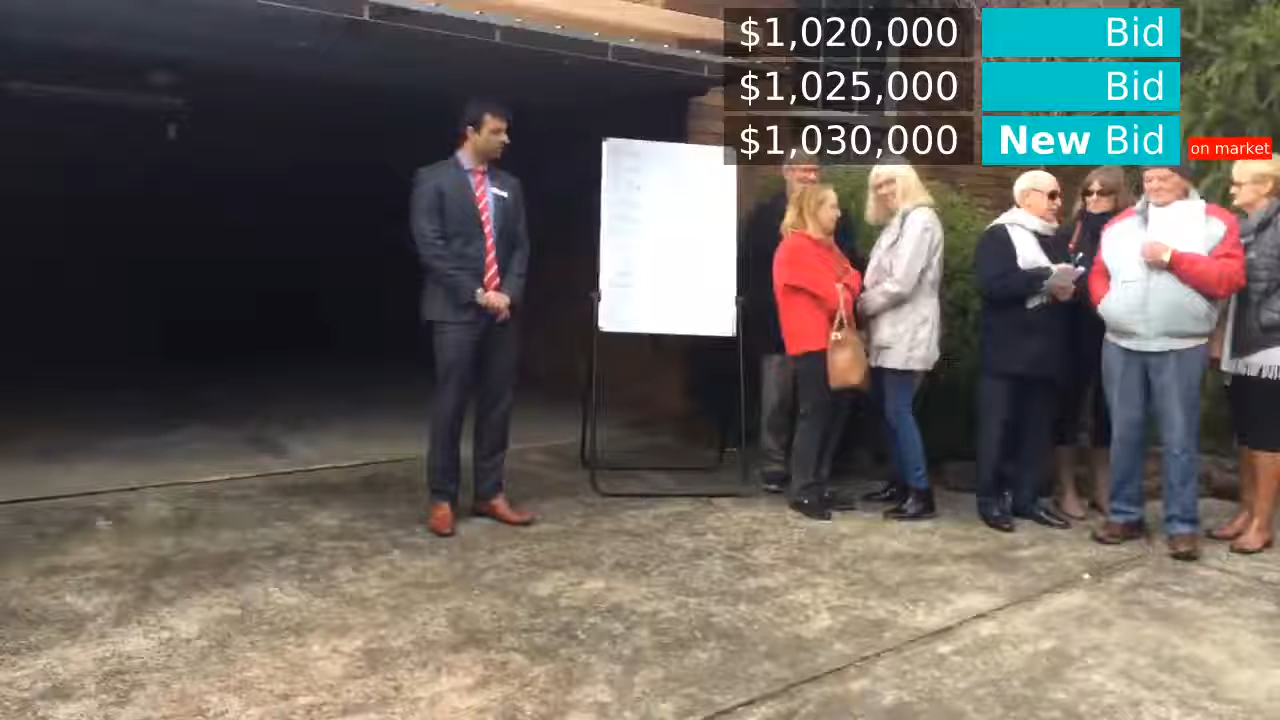 $1,020,000 Bid
$1,025,000 Bid
$1,030,000 New Bid
on market